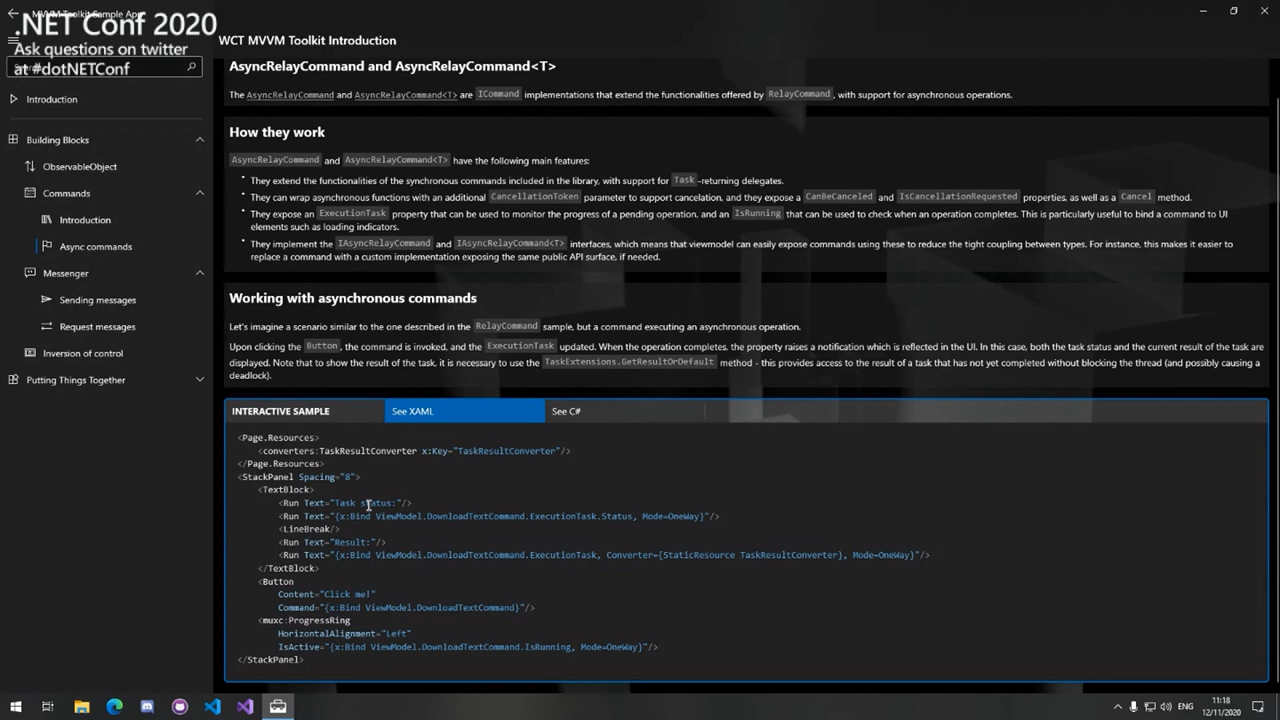 MVVM Toolkit Sample App
.NET Conf 2020
Ask questions on twitter
at #dotNETConf
Introduction
Building Blocks
ObservableObject
Commands
Introduction
Async commands
Messenger
Sending messages
Request messages
Inversion of control
Putting Things Together
WCT MVVM Toolkit Introduction
AsyncRelayCommand and AsyncRelayCommand<T>
The AsyncRelayCommand and AsyncRelayCommand<T> are ICommand implementations that extend the functionalities offered by RelayCommand, with support for asynchronous operations.
How they work
AsyncRelayCommand and AsyncRelayCommand<T> have the following main features:
• They extend the functionalities of the synchronous commands included in the library, with support for Task-returning delegates.
• They can wrap asynchronous functions with an additional CancellationToken parameter to support cancelation, and they expose a CanBeCanceled and IsCancellationRequested properties, as well as a Cancel method.
• They expose an ExecutionTask property that can be used to monitor the progress of a pending operation, and an IsRunning that can be used to check when an operation completes. This is particularly useful to bind a command to UI
elements such as loading indicators.
• They implement the IAsyncRelayCommand and IAsyncRelayCommand<T> interfaces, which means that viewmodel can easily expose commands using these to reduce the tight coupling between types. For instance, this makes it easier to
replace a command with a custom implementation exposing the same public API surface, if needed.
Working with asynchronous commands
Let's imagine a scenario similar to the one described in the RelayCommand sample, but a command executing an asynchronous operation.
Upon clicking the Button, the command is invoked, and the ExecutionTask updated. When the operation completes, the property raises a notification which is reflected in the UI. In this case, both the task status and the current result of the task are
displayed. Note that to show the result of the task, it is necessary to use the TaskExtensions.GetResultOrDefault method - this provides access to the result of a task that has not yet completed without blocking the thread (and possibly causing a
deadlock).
INTERACTIVE SAMPLE See XAML See C#
<Page.Resources>
<converters:TaskResultConverter x:Key="TaskResultConverter"/>
</Page.Resources>
<StackPanel Spacing="8">
<TextBlock>
<Run Text="Task status:"/>
<Run Text="{x:Bind ViewModel.DownloadTextCommand.ExecutionTask.Status, Mode=OneWay}"/>
<LineBreak/>
<Run Text="Result:"/>
<Run Text="{x:Bind ViewModel.DownloadTextCommand.ExecutionTask, Converter={StaticResource TaskResultConverter}, Mode=OneWay}"/>
</TextBlock>
<Button
Content="Click me!"
Command="{x:Bind ViewModel.DownloadTextCommand}"/>
<muxc:ProgressRing
HorizontalAlignment="Left"
IsActive="{x:Bind ViewModel.DownloadTextCommand.IsRunning, Mode=OneWay}"/>
</StackPanel>
ENG
11:18
12/11/2020